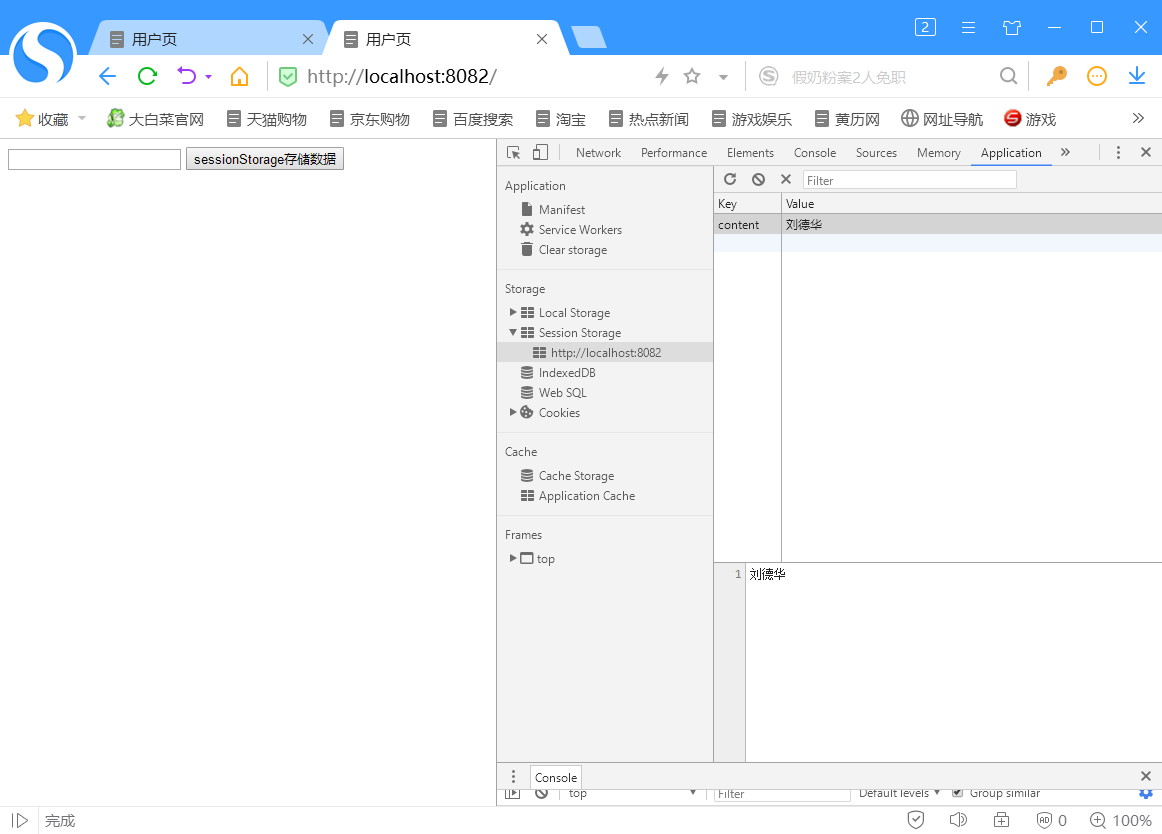 用户页 用户页 2
http://localhost:8082/ 假奶粉案2人免职
收藏 大白菜官网 天猫购物 京东购物 百度搜索 淘宝 热点新闻 游戏娱乐 黄历网 网址导航 游戏
sessionStorage存储数据
Network Performance Elements Console Sources Memory Application
Filter
Application
Manifest
Service Workers
Clear storage
Storage
Local Storage
Session Storage
http://localhost:8082
IndexedDB
Web SQL
Cookies
Cache
Cache Storage
Application Cache
Frames
top
Key Value
content 刘德华
1 刘德华
Console
top Filter Default levels Group similar
完成 AD 0 100%